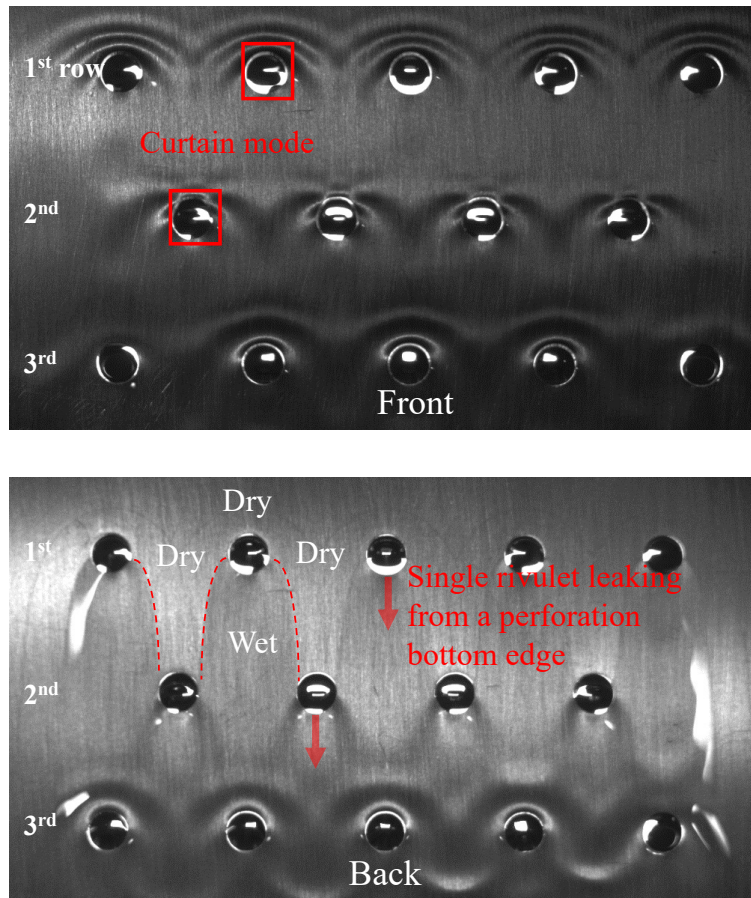 1st row
Curtain mode
2nd
3rd
Front
Dry
1st
Dry
Dry
Single rivulet leaking
from a perforation
bottom edge
Wet
2nd
3rd
Back